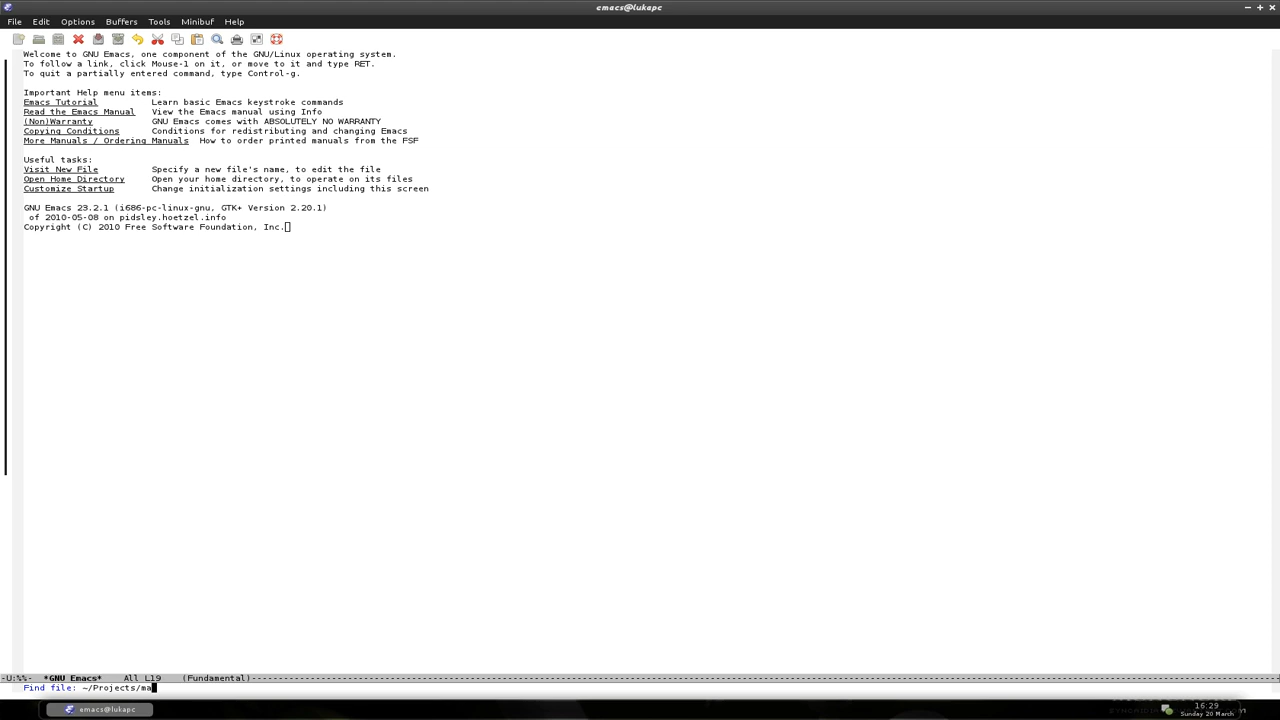 emacs@lukapc
File Edit Options Buffers Tools Minibuf Help
Welcome to GNU Emacs, one component of the GNU/Linux operating system.
To follow a link, click Mouse-1 on it, or move to it and type RET.
To quit a partially entered command, type Control-g.
Important Help menu items:
Emacs Tutorial Learn basic Emacs keystroke commands
Read the Emacs Manual View the Emacs manual using Info
(Non)Warranty GNU Emacs comes with ABSOLUTELY NO WARRANTY
Copying Conditions Conditions for redistributing and changing Emacs
More Manuals / Ordering Manuals How to order printed manuals from the FSF
Useful tasks:
Visit New File Specify a new file's name, to edit the file
Open Home Directory Open your home directory, to operate on its files
Customize Startup Change initialization settings including this screen
GNU Emacs 23.2.1 (i686-pc-linux-gnu, GTK+ Version 2.20.1)
of 2010-05-08 on pidsley.hoetzel.info
Copyright (C) 2010 Free Software Foundation, Inc.
-U:%%- *GNU Emacs* All L19 (Fundamental)
Find file: ~/Projects/ma
emacs@lukapc
16:29
Sunday 20 March